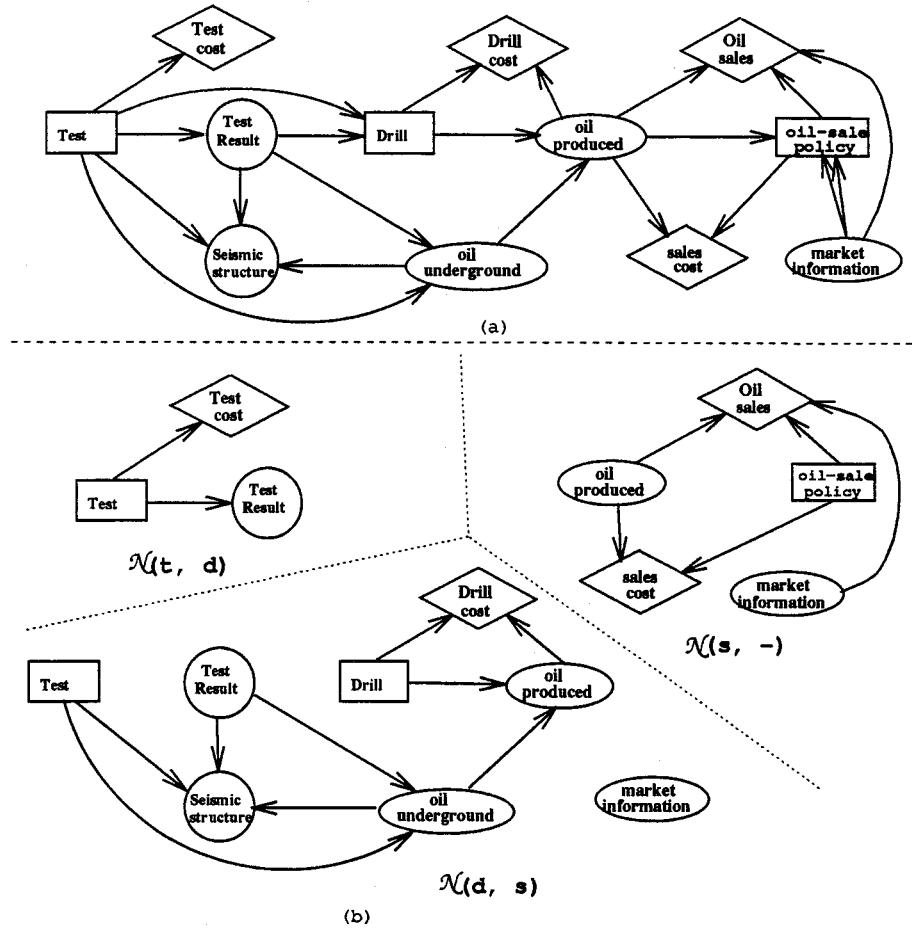 Test
cost
Drill
cost
Oil
sales
Test
Test
Result
Drill
oil
produced
oil-sale
policy
Seismic
structure
oil
underground
sales
cost
market
information
(a)
Test
cost
Test
Test
Result
N(t, d)
Oil
sales
oil
produced
oil-sale
policy
sales
cost
market
information
N(s, -)
Drill
cost
Test
Test
Result
Drill
oil
produced
Seismic
structure
oil
underground
market
information
N(d, s)
(b)